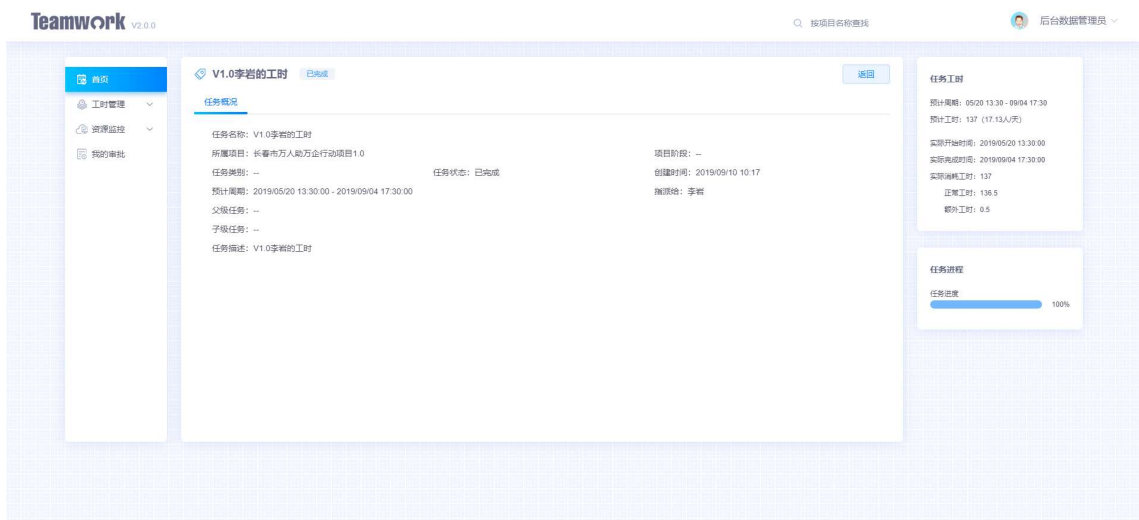 Teamwork V2.0.0
按项目名称查找
后台数据管理员
首页
工时管理
资源监控
我的审批
V1.0李岩的工时 已完成
返回
任务概况
任务名称：V1.0李岩的工时
所属项目：长春市万人助万企行动项目1.0 项目阶段：--
任务类别：-- 任务状态：已完成 创建时间：2019/09/10 10:17
预计周期：2019/05/20 13:30:00 - 2019/09/04 17:30:00 指派给：李岩
父级任务：--
子级任务：--
任务描述：V1.0李岩的工时
任务工时
预计周期：05/20 13:30 - 09/04 17:30
预计工时：137（17.13人/天）
实际开始时间：2019/05/20 13:30:00
实际完成时间：2019/09/04 17:30:00
实际消耗工时：137
正常工时：136.5
额外工时：0.5
任务进程
任务进度
100%